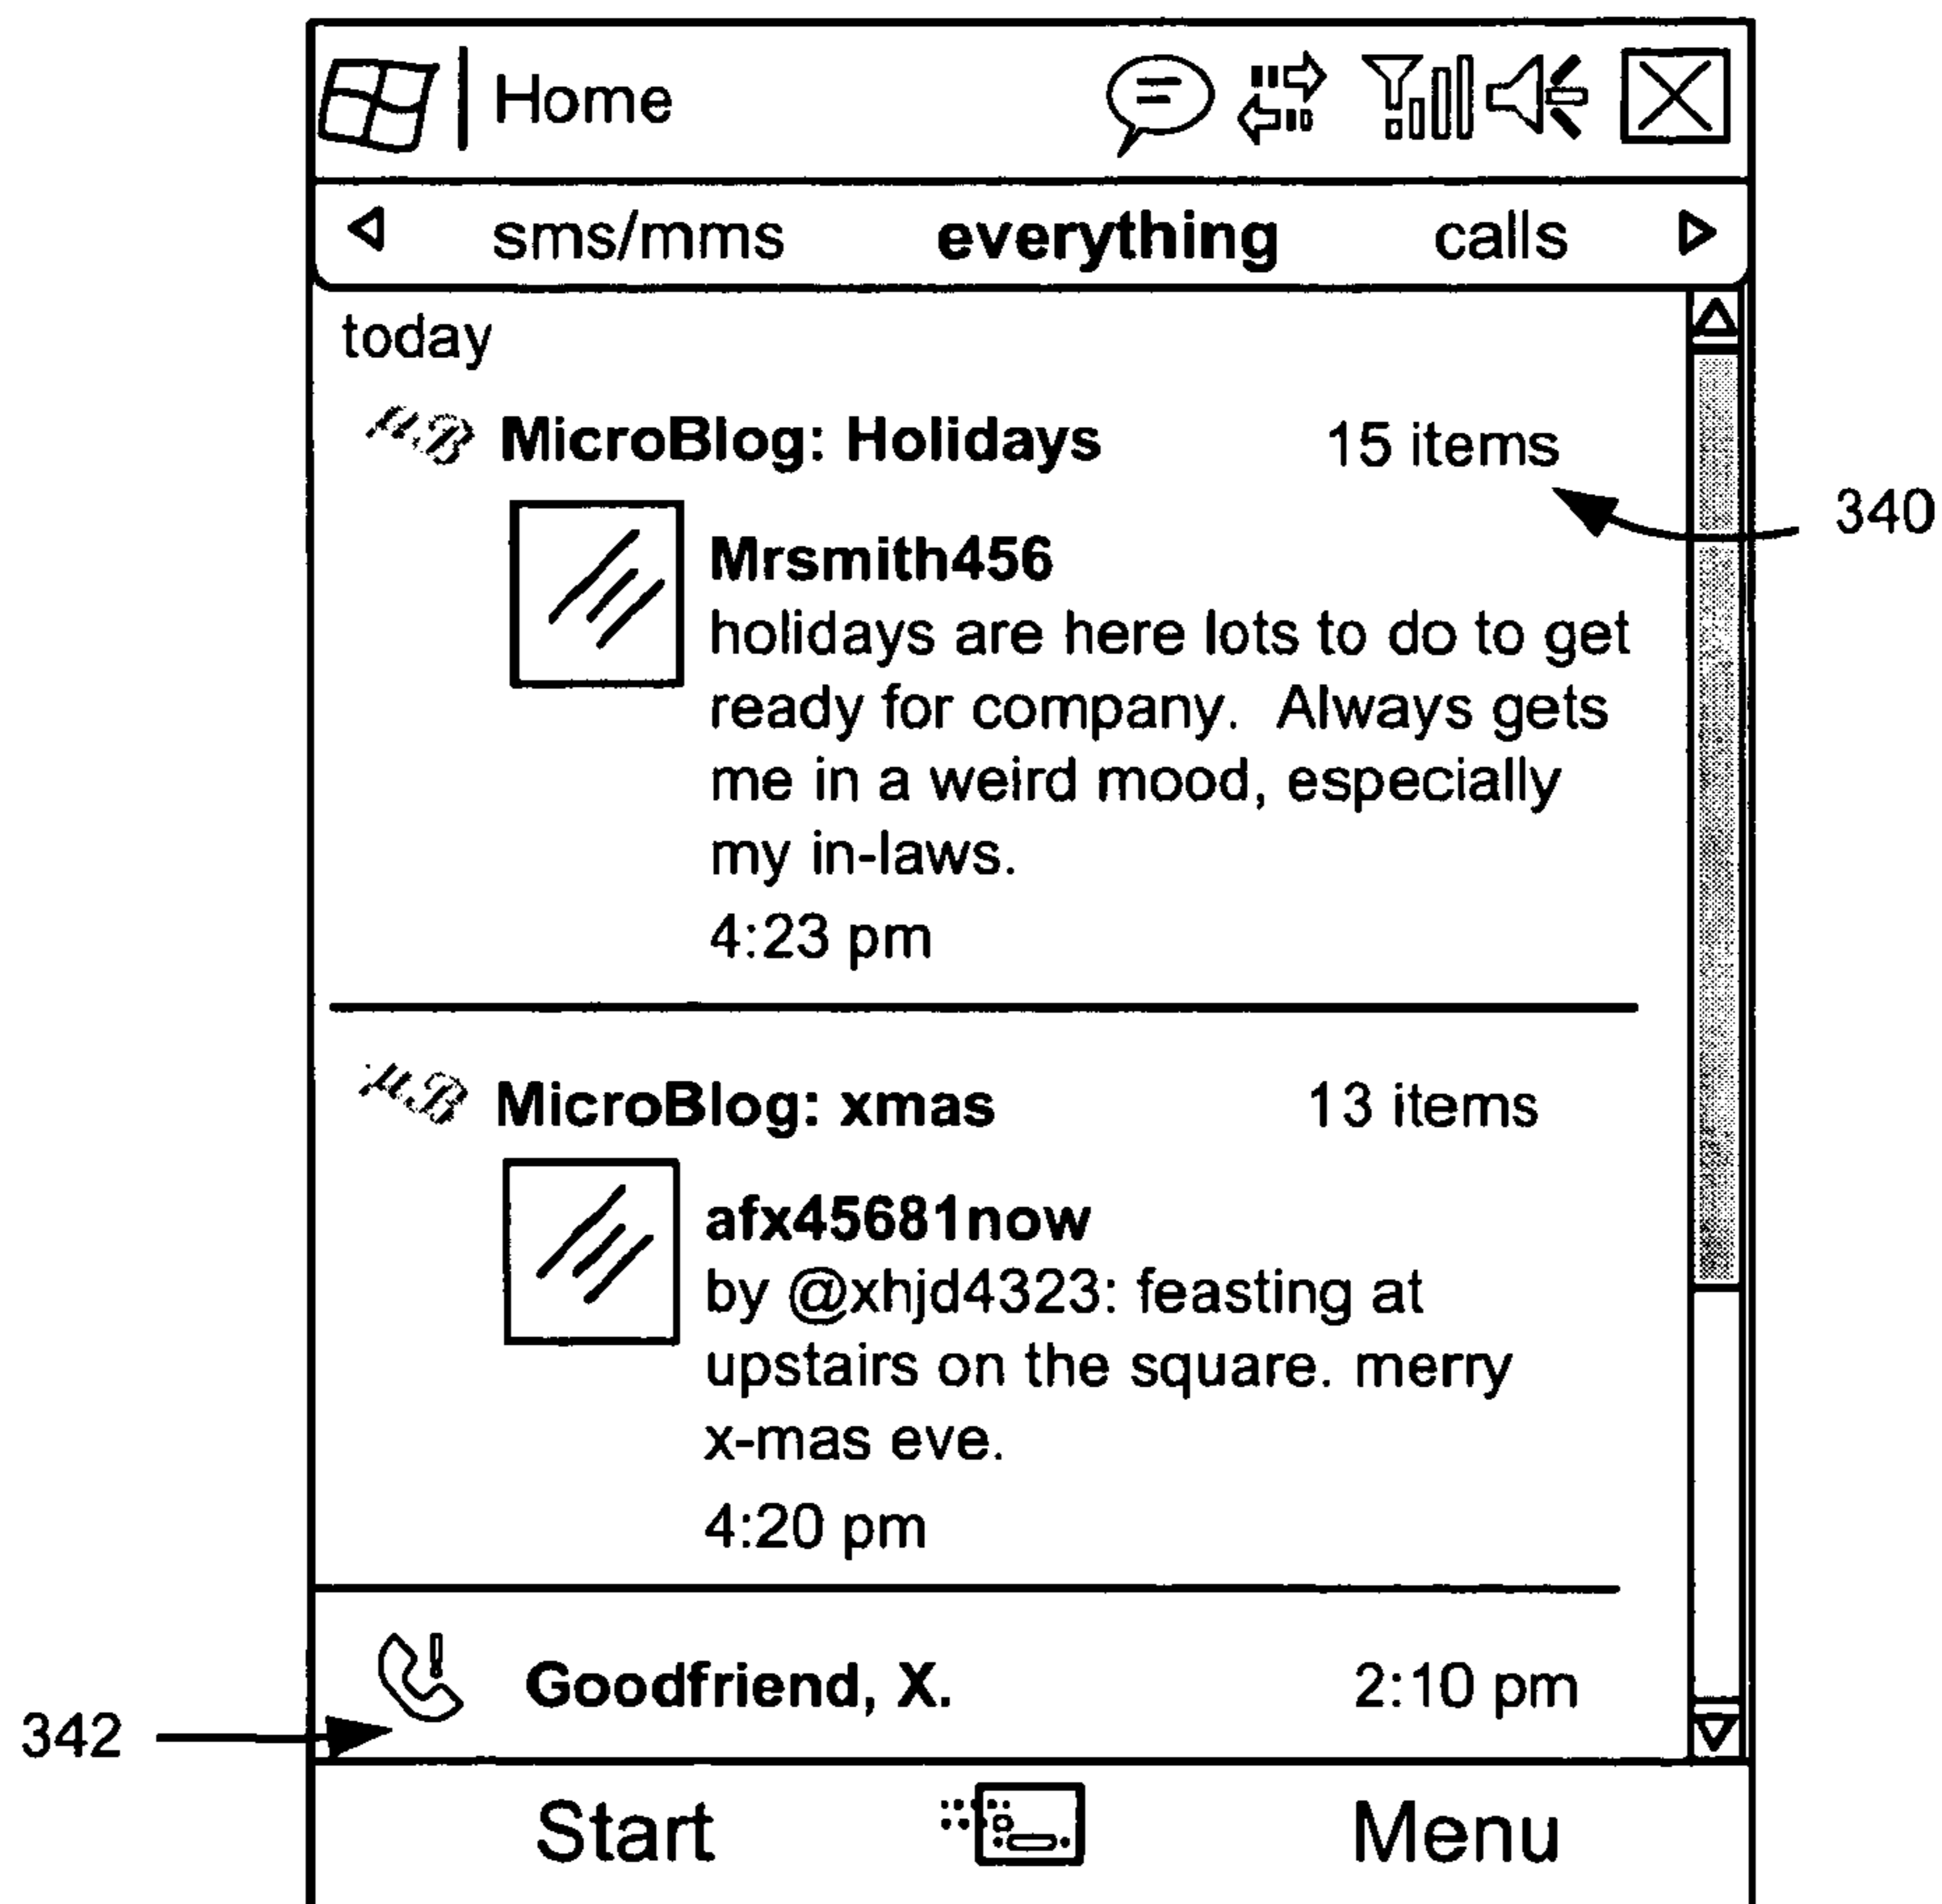 Home
sms/mms everything calls
today
μB MicroBlog: Holidays 15 items
340
Mrsmith456
holidays are here lots to do to get
ready for company. Always gets
me in a weird mood, especially
my in-laws.
4:23 pm
μB MicroBlog: xmas 13 items
afx45681now
by @xhjd4323: feasting at
upstairs on the square. merry
x-mas eve.
4:20 pm
Goodfriend, X. 2:10 pm
342
Start Menu